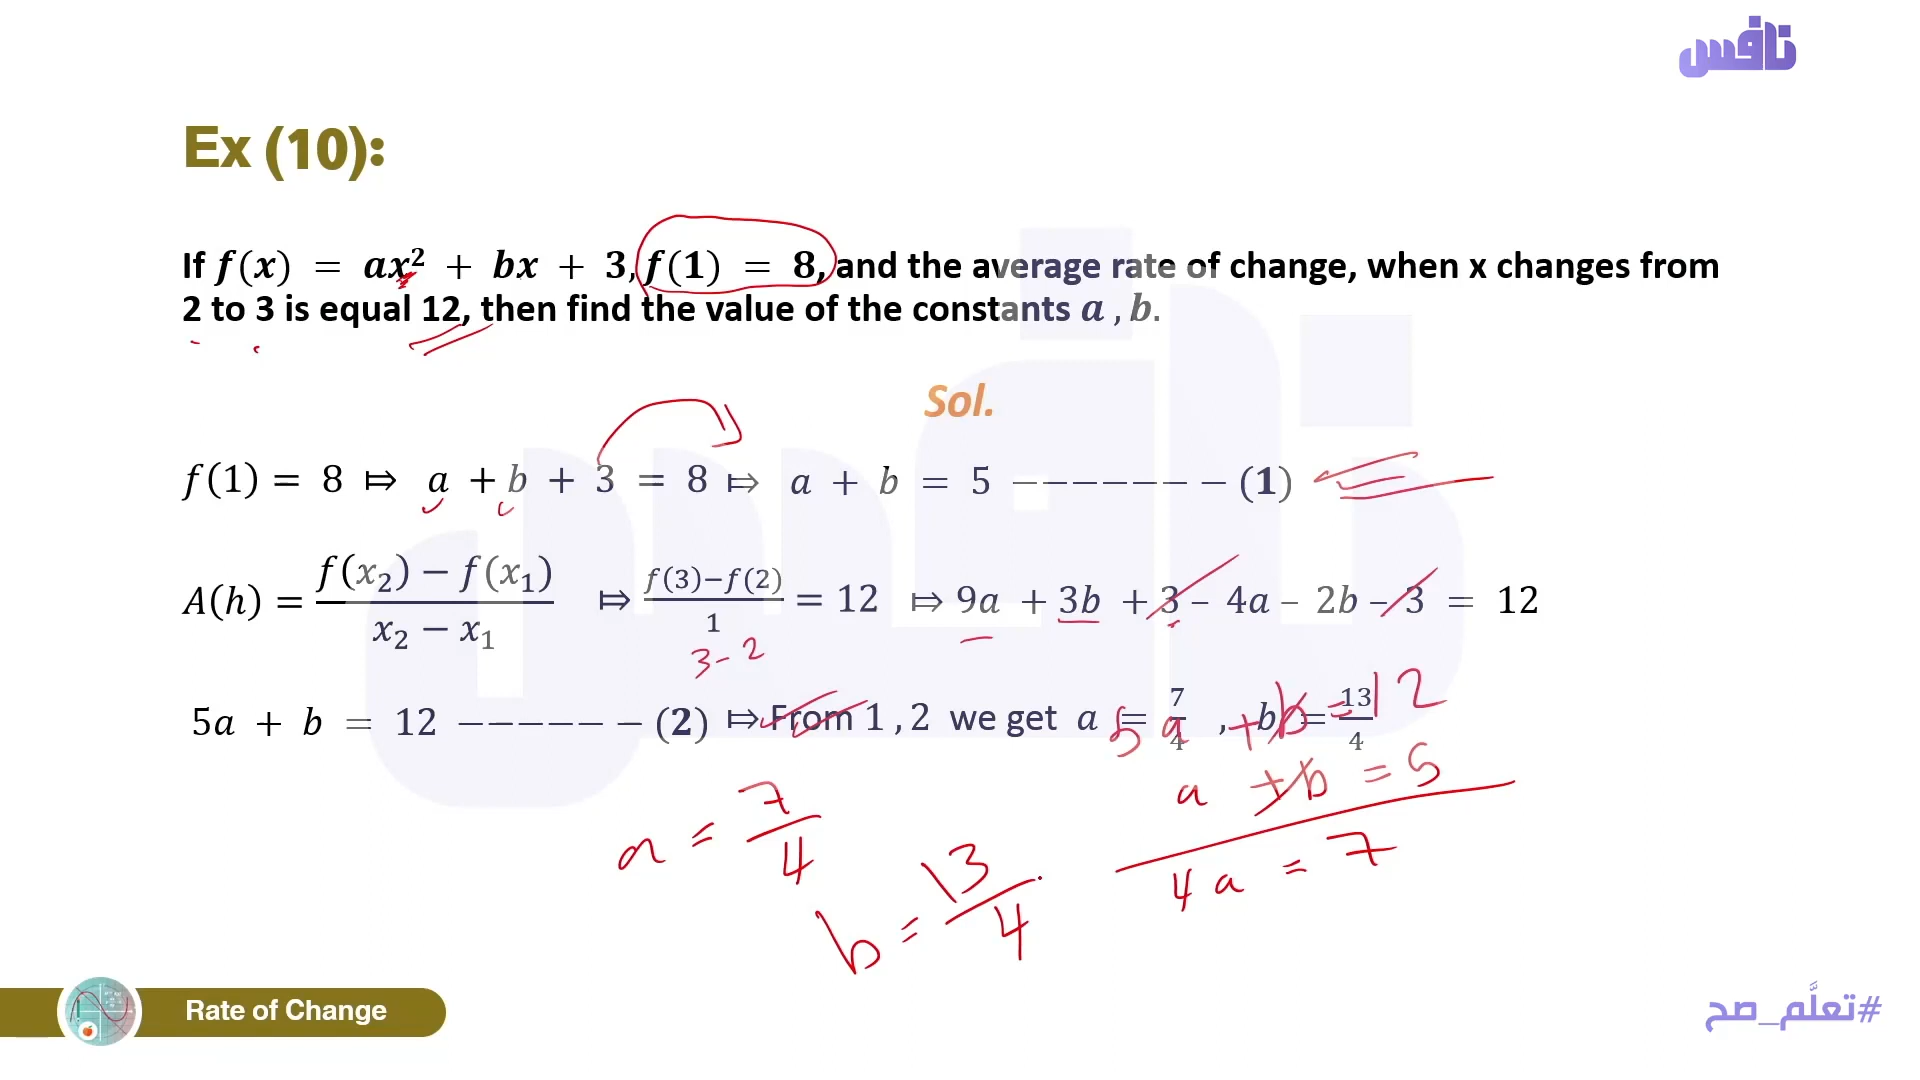 نافس
Ex (10):
If f(x) = ax² + bx + 3, f(1) = 8, and the average rate of change, when x changes from
2 to 3 is equal 12, then find the value of the constants a , b.
Sol.
f(1) = 8 ⤇ a + b + 3 = 8 ⤇ a + b = 5 − − − − − − − (1)
A(h) = (f(x₂) − f(x₁))/(x₂ − x₁) ⤇ (f(3)−f(2))/1 = 12 ⤇ 9a + 3b + 3 − 4a − 2b − 3 = 12
3 - 2
5a + b = 12 − − − − − − (2) ⤇ From 1 , 2 we get a = 7/4 , b = 13/4
5a + b = 12
a + b = 5
4a = 7
a = 7/4
b = 13/4
Rate of Change
#تعلَّم_صح